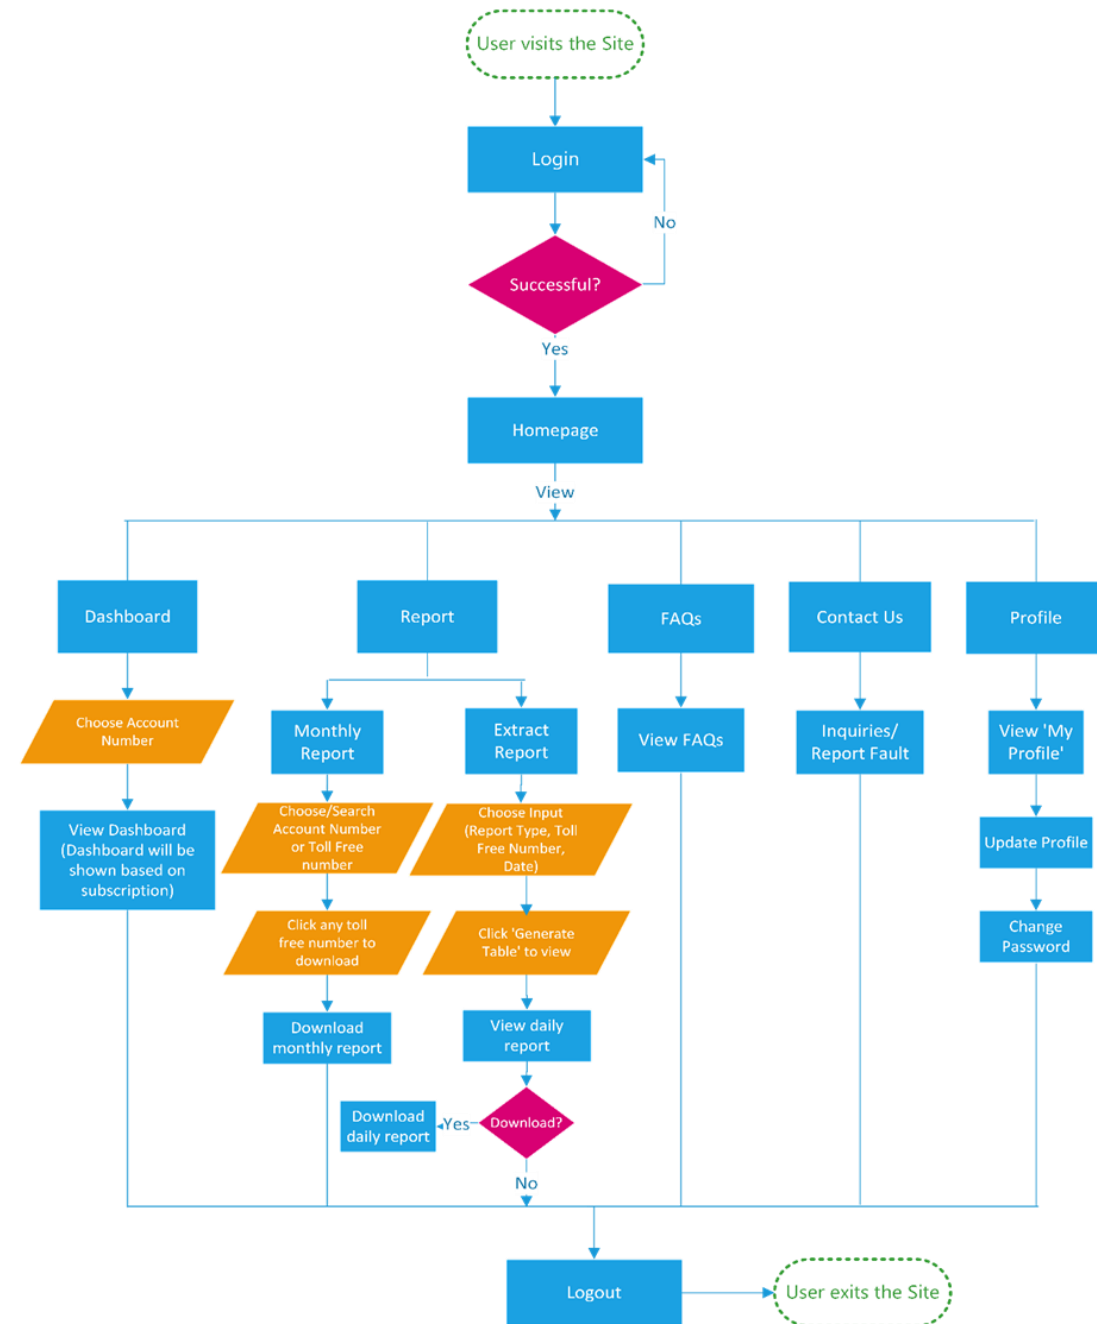 User visits the Site
Login
No
Successful?
Yes
Homepage
View
Dashboard
Report
FAQs
Contact Us
Profile
Choose Account
Number
View Dashboard
(Dashboard will be
shown based on
subscription)
Monthly
Report
Choose/Search
Account Number
or Toll Free
number
Click any toll
free number to
download
Download
monthly report
Extract
Report
Choose Input
(Report Type, Toll
Free Number,
Date)
Click 'Generate
Table' to view
View daily
report
Download?
Yes
Download
daily report
No
View FAQs
Inquiries/
Report Fault
View 'My
Profile'
Update Profile
Change
Password
Logout
User exits the Site